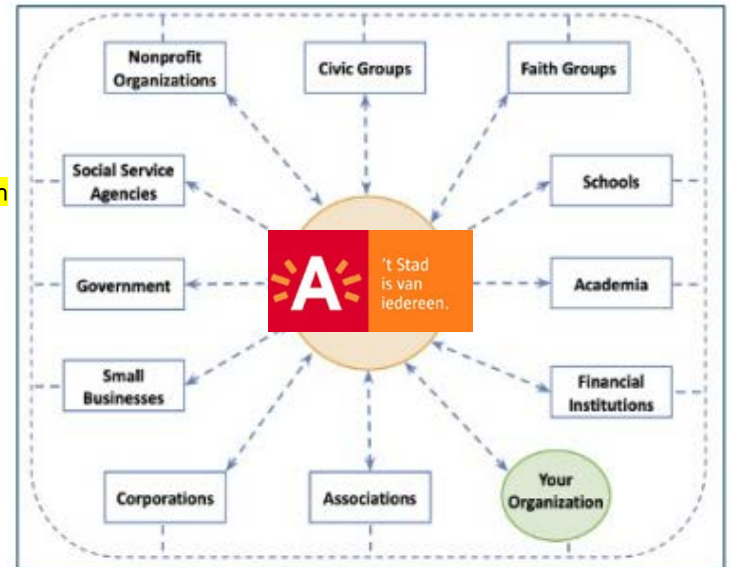 Nonprofit
Organizations
Civic Groups
Faith Groups
Social Service
Agencies
Schools
n
Government
A
't Stad
is van
iedereen.
Academia
Small
Businesses
Financial
Institutions
Corporations
Associations
Your
Organization